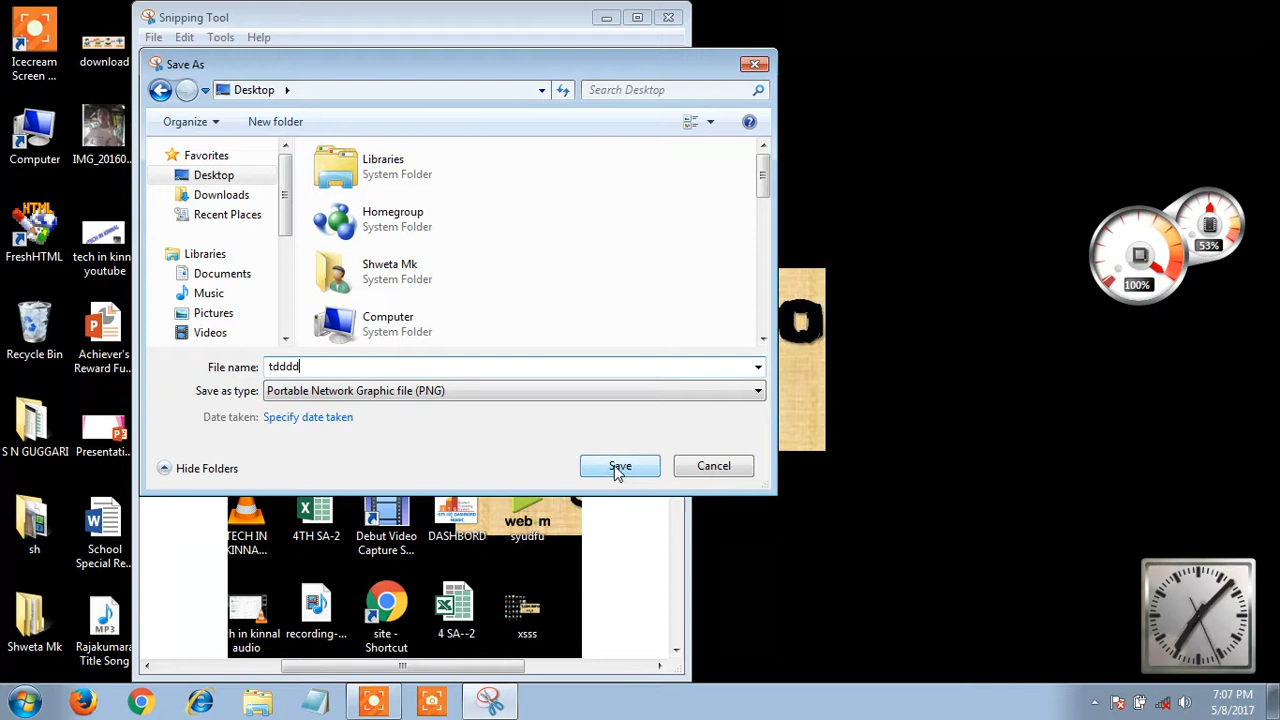 Snipping Tool
File Edit Tools Help
Save As
Desktop
Search Desktop
Organize
New folder
Favorites
Desktop
Downloads
Recent Places
Libraries
Documents
Music
Pictures
Videos
Libraries
System Folder
Homegroup
System Folder
Shweta Mk
System Folder
Computer
System Folder
File name: tdddd
Save as type: Portable Network Graphic file (PNG)
Date taken: Specify date taken
Hide Folders
Save
Cancel
Icecream
Screen ...
download
Computer
IMG_20160...
HTML
FreshHTML
tech in kinnal
youtube
Recycle Bin
Achiever's
Reward Fu...
S N GUGGARI
Presentati...
sh
School
Special Re...
Shweta Mk
MP3
Rajakumara
Title Song
TECH IN
KINNA...
4TH SA-2
Debut Video
Capture S...
DASHBORD
web m
syudfu
ch in kinnal
audio
recording-...
site -
Shortcut
4 SA--2
xsss
53%
100%
7:07 PM
5/8/2017